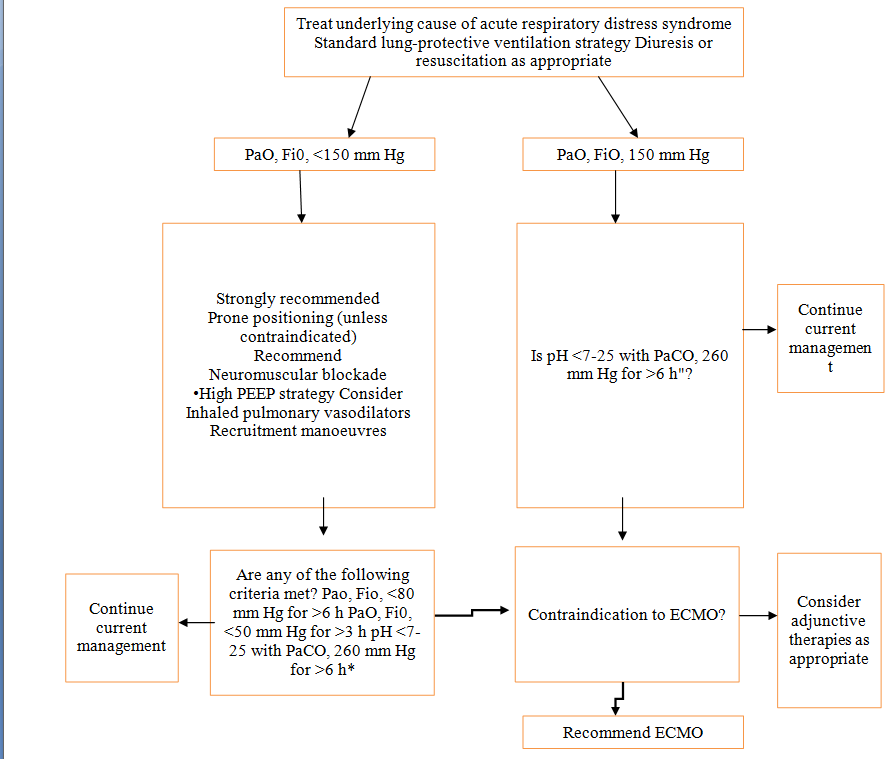 Treat underlying cause of acute respiratory distress syndrome
Standard lung-protective ventilation strategy Diuresis or
resuscitation as appropriate
PaO, Fi0, <150 mm Hg
PaO, FiO, 150 mm Hg
Strongly recommended
Prone positioning (unless
contraindicated)
Recommend
Neuromuscular blockade
•High PEEP strategy Consider
Inhaled pulmonary vasodilators
Recruitment manoeuvres
Is pH <7-25 with PaCO, 260
mm Hg for >6 h"?
Continue
current
managemen
t
Continue
current
management
Are any of the following
criteria met? Pao, Fio, <80
mm Hg for >6 h PaO, Fi0,
<50 mm Hg for >3 h pH <7-
25 with PaCO, 260 mm Hg
for >6 h*
Contraindication to ECMO?
Consider
adjunctive
therapies as
appropriate
Recommend ECMO